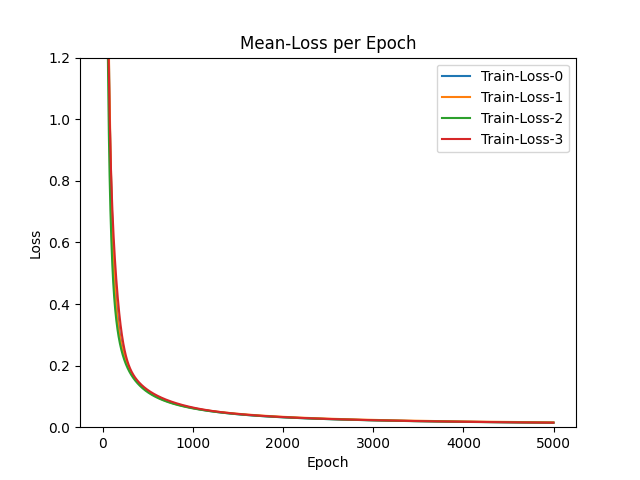 Mean-Loss per Epoch
1.2
1.0
0.8
0.6
0.4
0.2
0.0
Loss
Train-Loss-0
Train-Loss-1
Train-Loss-2
Train-Loss-3
0 1000 2000 3000 4000 5000
Epoch